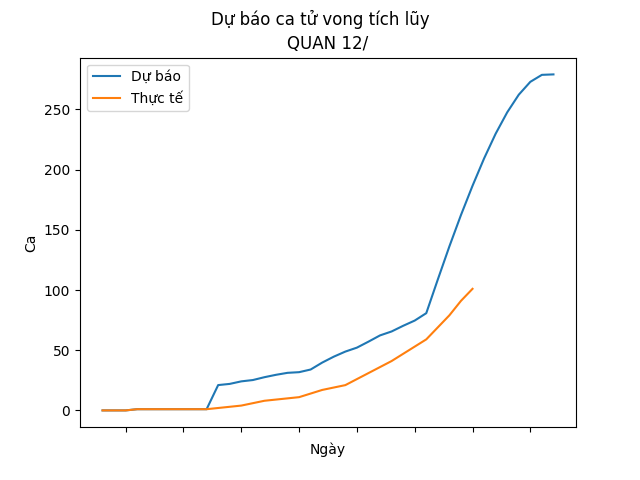 Dự báo ca tử vong tích lũy
QUAN 12/
Dự báo
Thực tế
250
200
150
100
50
0
Ca
Ngày